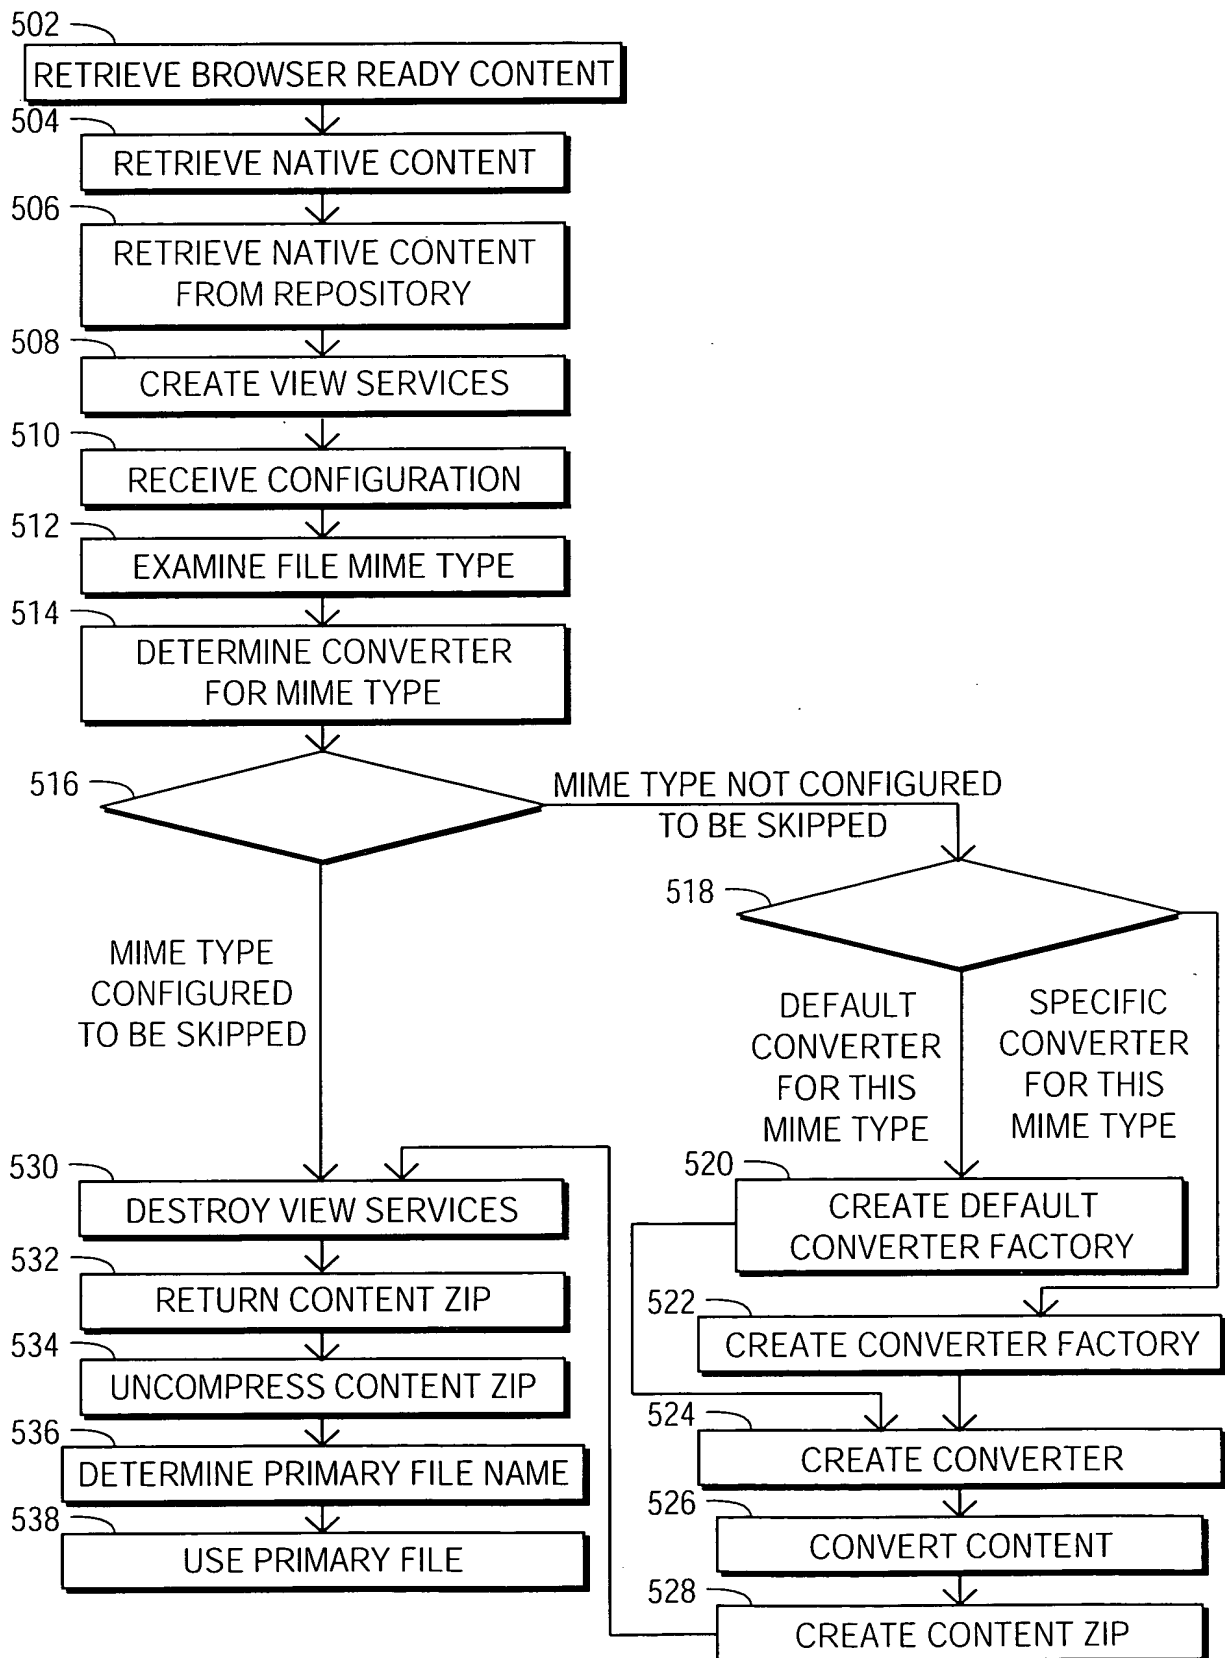 502
RETRIEVE BROWSER READY CONTENT
504
RETRIEVE NATIVE CONTENT
506
RETRIEVE NATIVE CONTENT
FROM REPOSITORY
508
CREATE VIEW SERVICES
510
RECEIVE CONFIGURATION
512
EXAMINE FILE MIME TYPE
514
DETERMINE CONVERTER
FOR MIME TYPE
516
MIME TYPE NOT CONFIGURED
TO BE SKIPPED
518
MIME TYPE
CONFIGURED
TO BE SKIPPED
DEFAULT
CONVERTER
FOR THIS
MIME TYPE
SPECIFIC
CONVERTER
FOR THIS
MIME TYPE
520
CREATE DEFAULT
CONVERTER FACTORY
522
CREATE CONVERTER FACTORY
524
CREATE CONVERTER
526
CONVERT CONTENT
528
CREATE CONTENT ZIP
530
DESTROY VIEW SERVICES
532
RETURN CONTENT ZIP
534
UNCOMPRESS CONTENT ZIP
536
DETERMINE PRIMARY FILE NAME
538
USE PRIMARY FILE